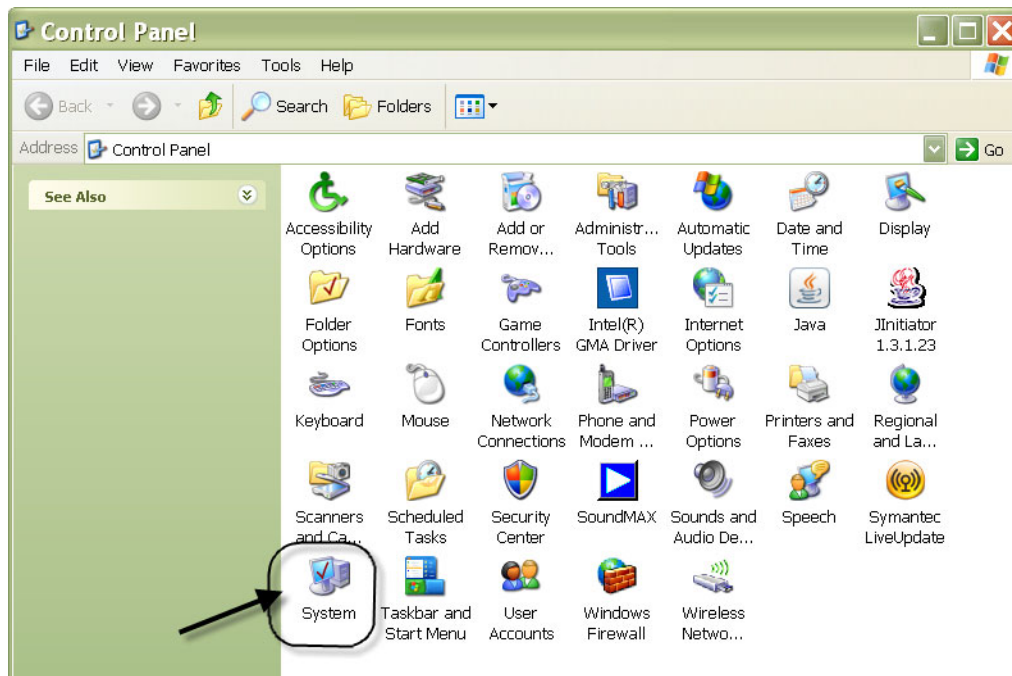 Control Panel
File Edit View Favorites Tools Help
Back Search Folders
Address Control Panel Go
See Also
Accessibility Options
Add Hardware
Add or Remov...
Administr... Tools
Automatic Updates
Date and Time
Display
Folder Options
Fonts
Game Controllers
Intel(R) GMA Driver
Internet Options
Java
JInitiator 1.3.1.23
Keyboard
Mouse
Network Connections
Phone and Modem ...
Power Options
Printers and Faxes
Regional and La...
Scanners and Ca...
Scheduled Tasks
Security Center
SoundMAX
Sounds and Audio De...
Speech
Symantec LiveUpdate
System
Taskbar and Start Menu
User Accounts
Windows Firewall
Wireless Netwo...